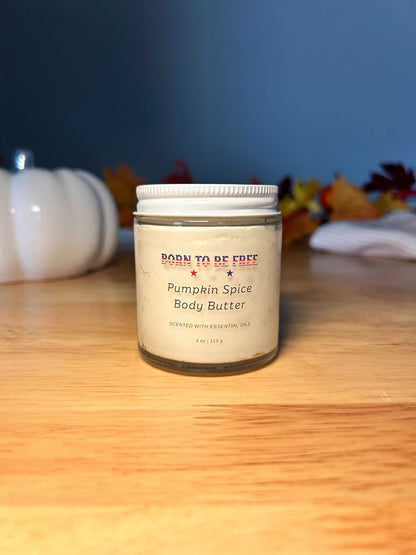 BORN TO BE FREE
Pumpkin Spice
Body Butter
SCENTED WITH ESSENTIAL OILS
4 oz | 113 g